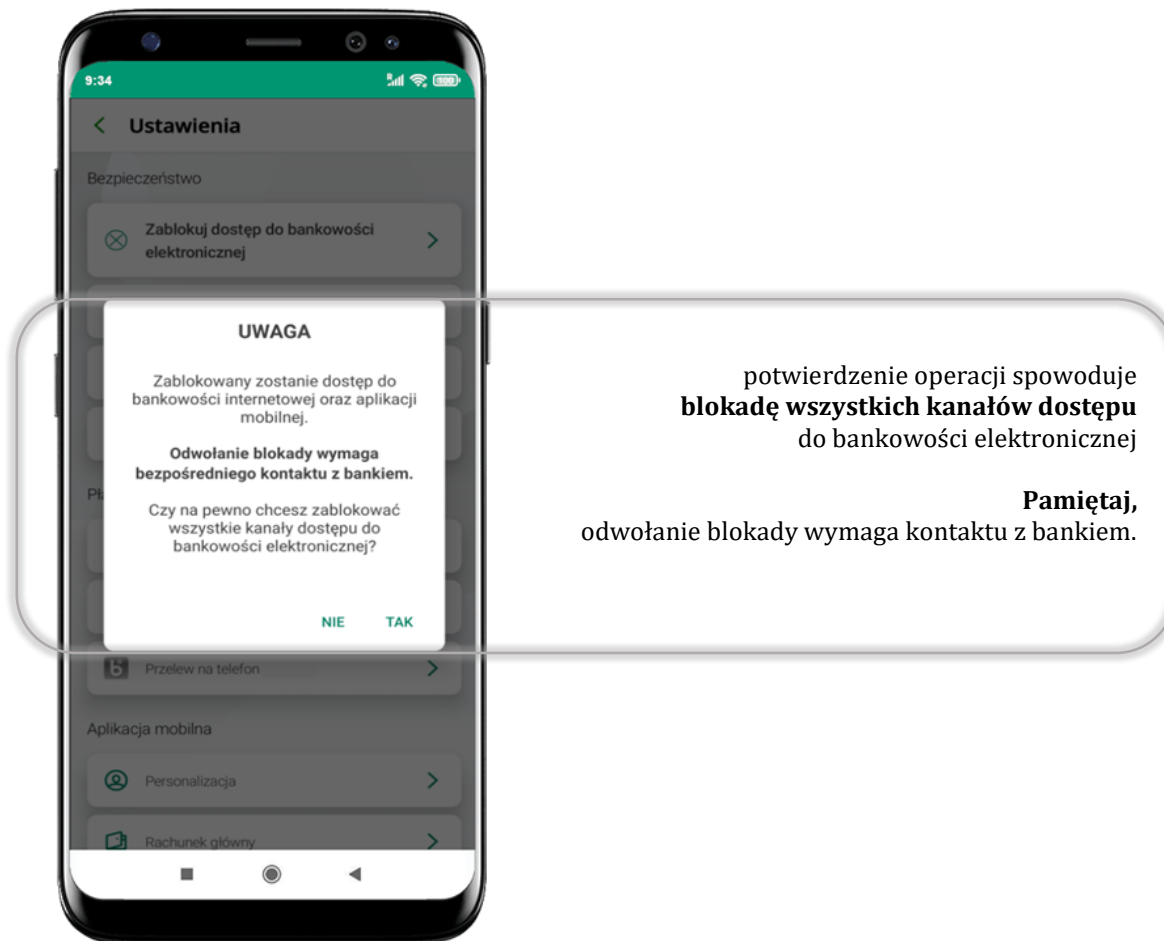 9:34
Ustawienia
Bezpieczeństwo
Zablokuj dostęp do bankowości
elektronicznej
UWAGA
Zablokowany zostanie dostęp do
bankowości internetowej oraz aplikacji
mobilnej.
Odwołanie blokady wymaga
bezpośredniego kontaktu z bankiem.
Czy na pewno chcesz zablokować
wszystkie kanały dostępu do
bankowości elektronicznej?
NIE TAK
Przelew na telefon
Aplikacja mobilna
Personalizacja
Rachunek główny
potwierdzenie operacji spowoduje
blokadę wszystkich kanałów dostępu
do bankowości elektronicznej
Pamiętaj,
odwołanie blokady wymaga kontaktu z bankiem.